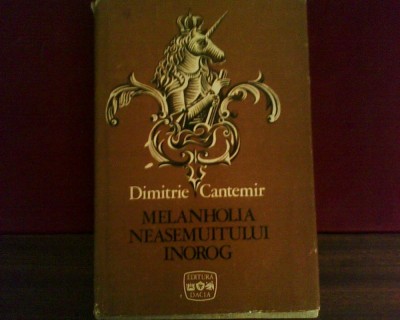 Dimitrie Cantemir
MELANHOLIA
NEASEMUITULUI
INOROG
EDITURA
DACIA